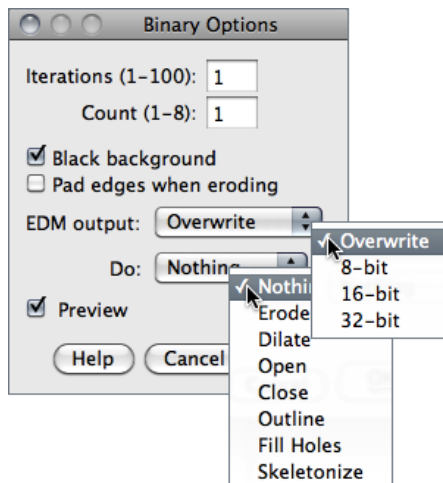 Binary Options
Iterations (1–100): 1
Count (1–8): 1
Black background
Pad edges when eroding
EDM output: Overwrite
Do: Nothing
Preview
Help Cancel
Overwrite
8-bit
16-bit
32-bit
Erode
Dilate
Open
Close
Outline
Fill Holes
Skeletonize